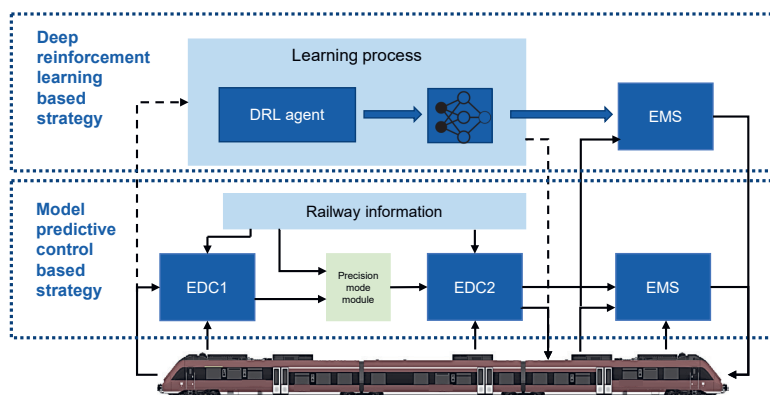 Deep
reinforcement
learning
based
strategy
Learning process
DRL agent
EMS
Model
predictive
control
based
strategy
Railway information
EDC1
Precision
mode
module
EDC2
EMS